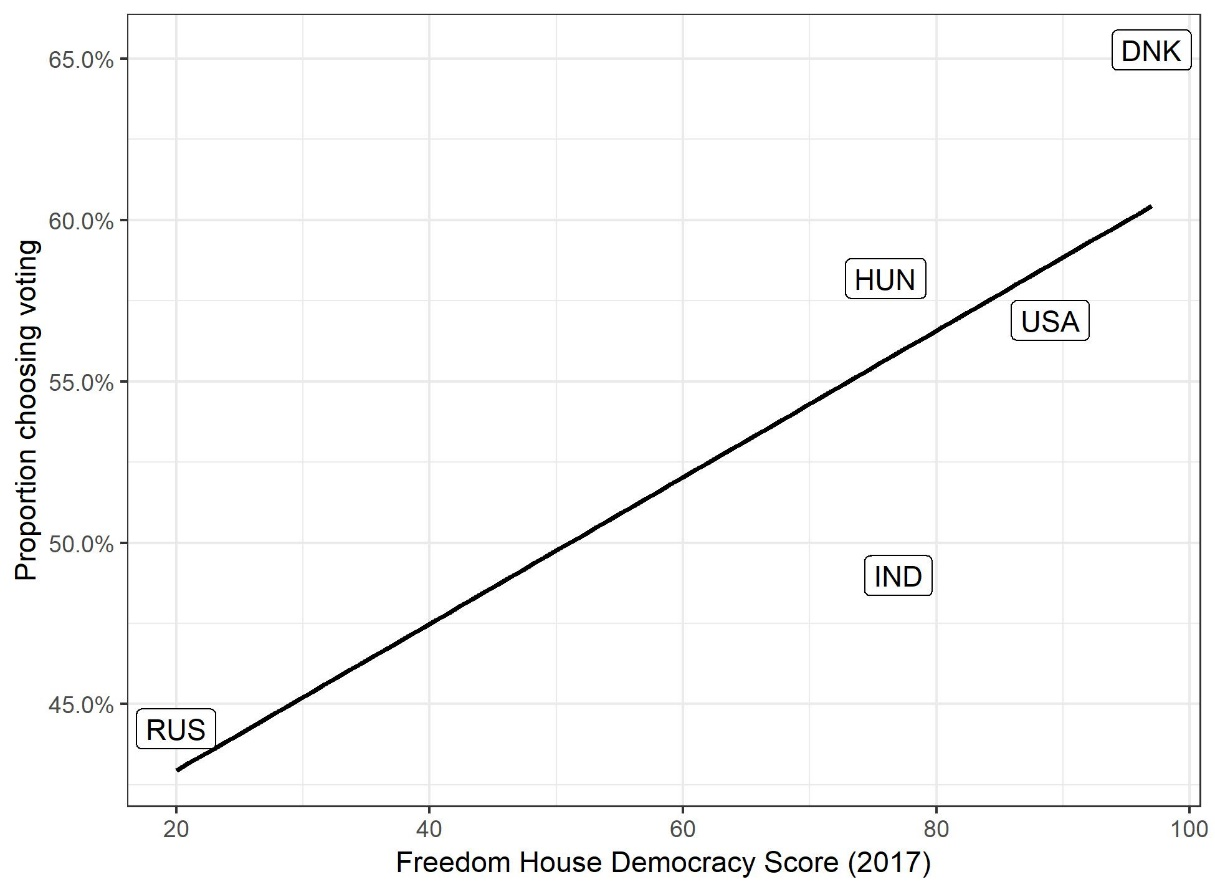 65.0%
DNK
60.0%
HUN
USA
55.0%
50.0%
IND
45.0%
RUS
Proportion choosing voting
20 40 60 80 100
Freedom House Democracy Score (2017)